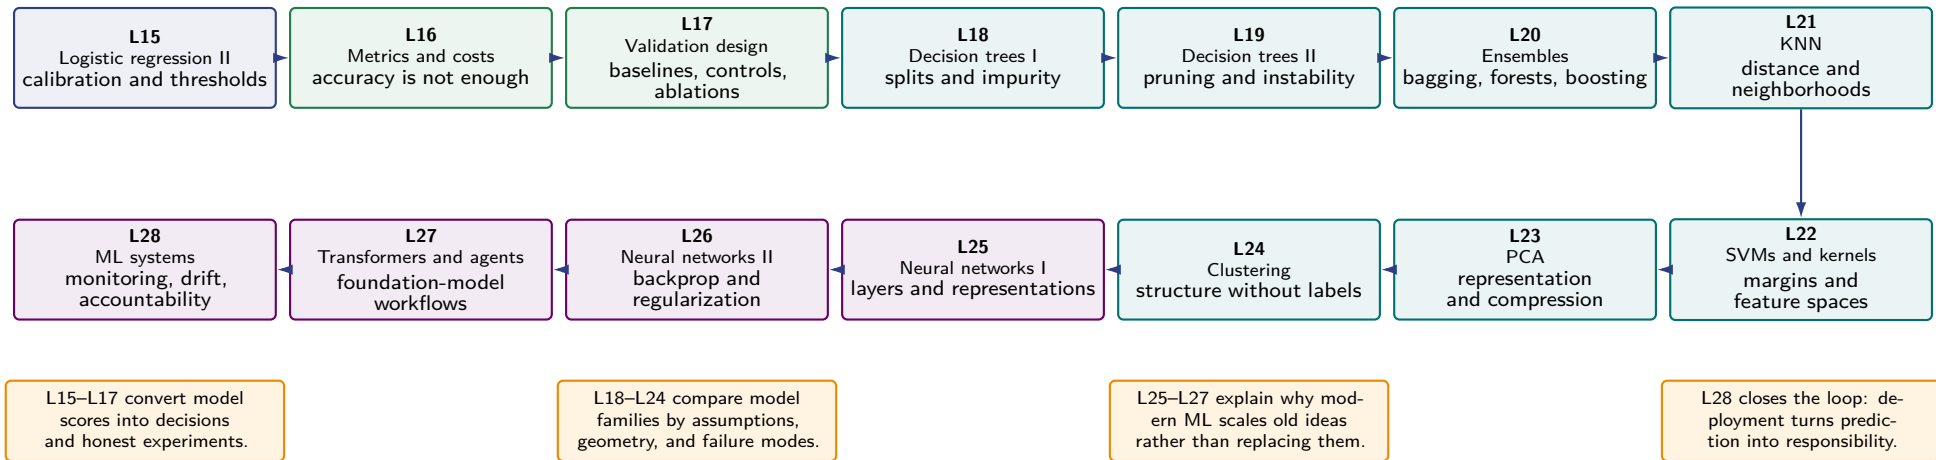 L15
Logistic regression II
calibration and thresholds
L16
Metrics and costs
accuracy is not enough
L17
Validation design
baselines, controls,
ablations
L18
Decision trees I
splits and impurity
L19
Decision trees II
pruning and instability
L20
Ensembles
bagging, forests, boosting
L21
KNN
distance and
neighborhoods
L28
ML systems
monitoring, drift,
accountability
L27
Transformers and agents
foundation-model
workflows
L26
Neural networks II
backprop and
regularization
L25
Neural networks I
layers and representations
L24
Clustering
structure without labels
L23
PCA
representation
and compression
L22
SVMs and kernels
margins and
feature spaces
L15–L17 convert model
scores into decisions
and honest experiments.
L18–L24 compare model
families by assumptions,
geometry, and failure modes.
L25–L27 explain why mod-
ern ML scales old ideas
rather than replacing them.
L28 closes the loop: de-
ployment turns predic-
tion into responsibility.